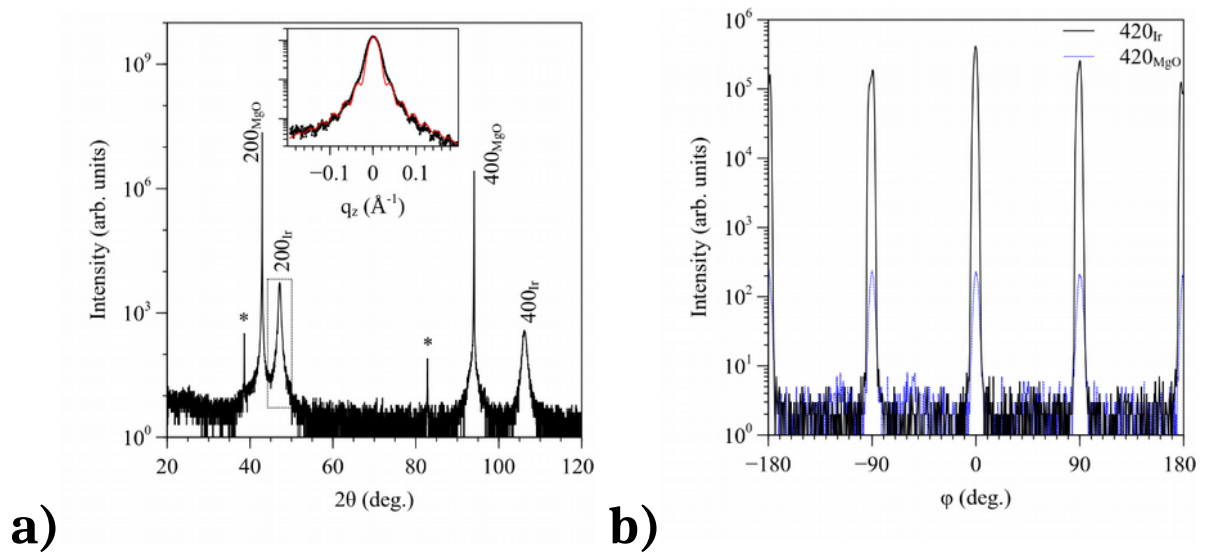 10⁹
10⁶
10³
10⁰
Intensity (arb. units)
20 40 60 80 100 120
2θ (deg.)
*
200MgO
200Ir
*
400MgO
400Ir
−0.1 0 0.1
qz (Å⁻¹)
a)
10⁶
10⁵
10⁴
10³
10²
10¹
10⁰
Intensity (arb. units)
420Ir
420MgO
−180 −90 0 90 180
φ (deg.)
b)